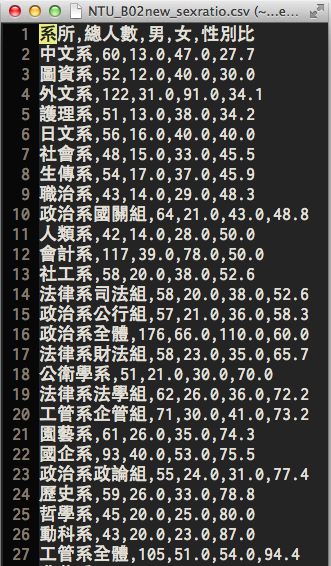 NTU_B02new_sexratio.csv (~...e...
1 系所,總人數,男,女,性別比
2 中文系,60,13.0,47.0,27.7
3 圖資系,52,12.0,40.0,30.0
4 外文系,122,31.0,91.0,34.1
5 護理系,51,13.0,38.0,34.2
6 日文系,56,16.0,40.0,40.0
7 社會系,48,15.0,33.0,45.5
8 生傳系,54,17.0,37.0,45.9
9 職治系,43,14.0,29.0,48.3
10 政治系國關組,64,21.0,43.0,48.8
11 人類系,42,14.0,28.0,50.0
12 會計系,117,39.0,78.0,50.0
13 社工系,58,20.0,38.0,52.6
14 法律系司法組,58,20.0,38.0,52.6
15 政治系公行組,57,21.0,36.0,58.3
16 政治系全體,176,66.0,110.0,60.0
17 法律系財法組,58,23.0,35.0,65.7
18 公衛學系,51,21.0,30.0,70.0
19 法律系法學組,62,26.0,36.0,72.2
20 工管系企管組,71,30.0,41.0,73.2
21 園藝系,61,26.0,35.0,74.3
22 國企系,93,40.0,53.0,75.5
23 政治系政論組,55,24.0,31.0,77.4
24 歷史系,59,26.0,33.0,78.8
25 哲學系,45,20.0,25.0,80.0
26 動科系,43,20.0,23.0,87.0
27 工管系全體,105,51.0,54.0,94.4